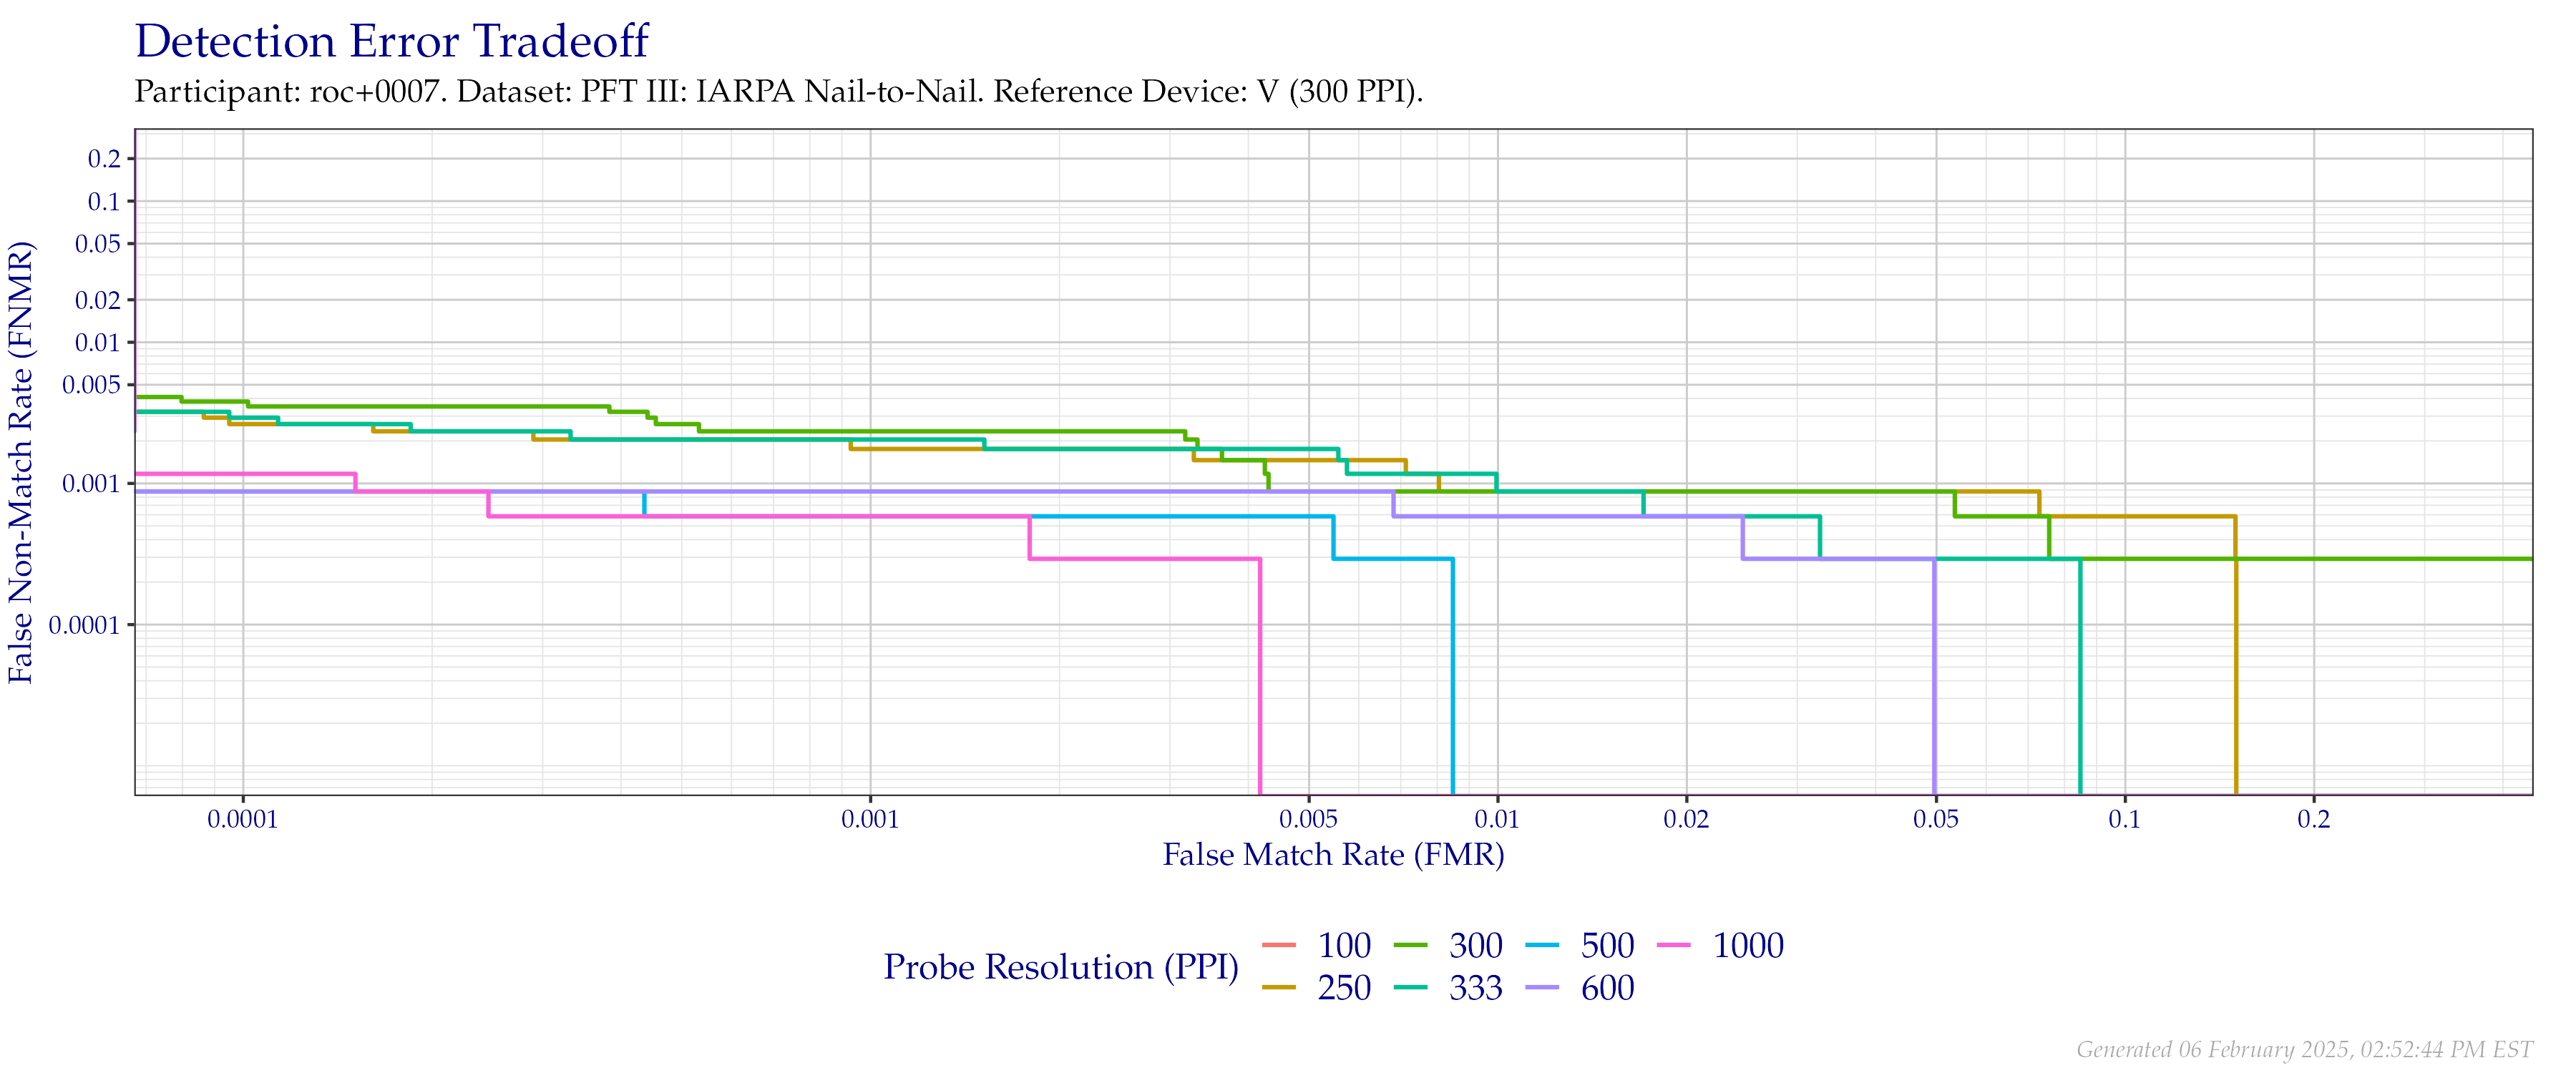 Detection Error Tradeoff
Participant: roc+0007. Dataset: PFT III: IARPA Nail-to-Nail. Reference Device: V (300 PPI).
False Non-Match Rate (FNMR)
0.2
0.1
0.05
0.02
0.01
0.005
0.001
0.0001
0.0001 0.001 0.005 0.01 0.02 0.05 0.1 0.2
False Match Rate (FMR)
Probe Resolution (PPI)
100 300 500 1000
250 333 600
Generated 06 February 2025, 02:52:44 PM EST